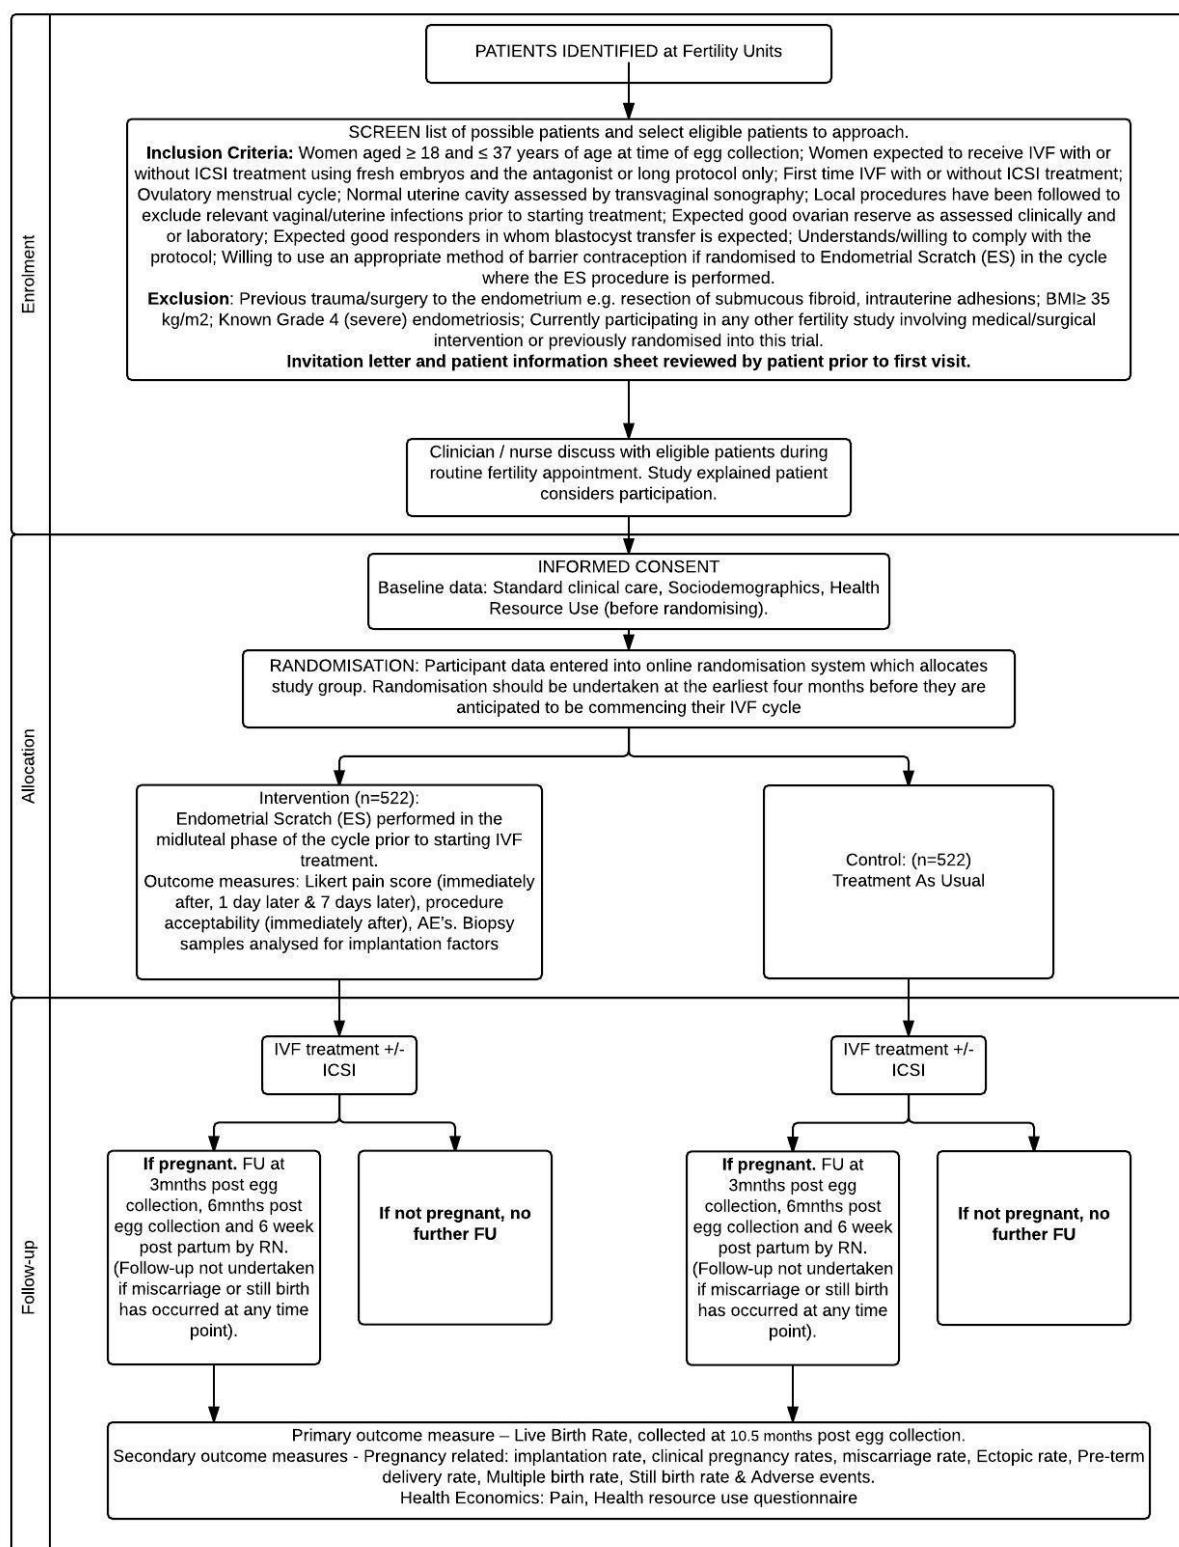 Enrolment
PATIENTS IDENTIFIED at Fertility Units
SCREEN list of possible patients and select eligible patients to approach.
Inclusion Criteria: Women aged ≥ 18 and ≤ 37 years of age at time of egg collection; Women expected to receive IVF with or
without ICSI treatment using fresh embryos and the antagonist or long protocol only; First time IVF with or without ICSI treatment;
Ovulatory menstrual cycle; Normal uterine cavity assessed by transvaginal sonography; Local procedures have been followed to
exclude relevant vaginal/uterine infections prior to starting treatment; Expected good ovarian reserve as assessed clinically and
or laboratory; Expected good responders in whom blastocyst transfer is expected; Understands/willing to comply with the
protocol; Willing to use an appropriate method of barrier contraception if randomised to Endometrial Scratch (ES) in the cycle
where the ES procedure is performed.
Exclusion: Previous trauma/surgery to the endometrium e.g. resection of submucous fibroid, intrauterine adhesions; BMI≥ 35
kg/m2; Known Grade 4 (severe) endometriosis; Currently participating in any other fertility study involving medical/surgical
intervention or previously randomised into this trial.
Invitation letter and patient information sheet reviewed by patient prior to first visit.
Clinician / nurse discuss with eligible patients during
routine fertility appointment. Study explained patient
considers participation.
Allocation
INFORMED CONSENT
Baseline data: Standard clinical care, Sociodemographics, Health
Resource Use (before randomising).
RANDOMISATION: Participant data entered into online randomisation system which allocates
study group. Randomisation should be undertaken at the earliest four months before they are
anticipated to be commencing their IVF cycle
Intervention (n=522):
Endometrial Scratch (ES) performed in the
midluteal phase of the cycle prior to starting IVF
treatment.
Outcome measures: Likert pain score (immediately
after, 1 day later & 7 days later), procedure
acceptability (immediately after), AE's. Biopsy
samples analysed for implantation factors
Control: (n=522)
Treatment As Usual
Follow-up
IVF treatment +/-
ICSI
If pregnant. FU at
3mnths post egg
collection, 6mnths post
egg collection and 6 week
post partum by RN.
(Follow-up not undertaken
if miscarriage or still birth
has occurred at any time
point).
If not pregnant, no
further FU
IVF treatment +/-
ICSI
If pregnant. FU at
3mnths post egg
collection, 6mnths post
egg collection and 6 week
post partum by RN.
(Follow-up not undertaken
if miscarriage or still birth
has occurred at any time
point).
If not pregnant, no
further FU
Primary outcome measure – Live Birth Rate, collected at 10.5 months post egg collection.
Secondary outcome measures - Pregnancy related: implantation rate, clinical pregnancy rates, miscarriage rate, Ectopic rate, Pre-term
delivery rate, Multiple birth rate, Still birth rate & Adverse events.
Health Economics: Pain, Health resource use questionnaire